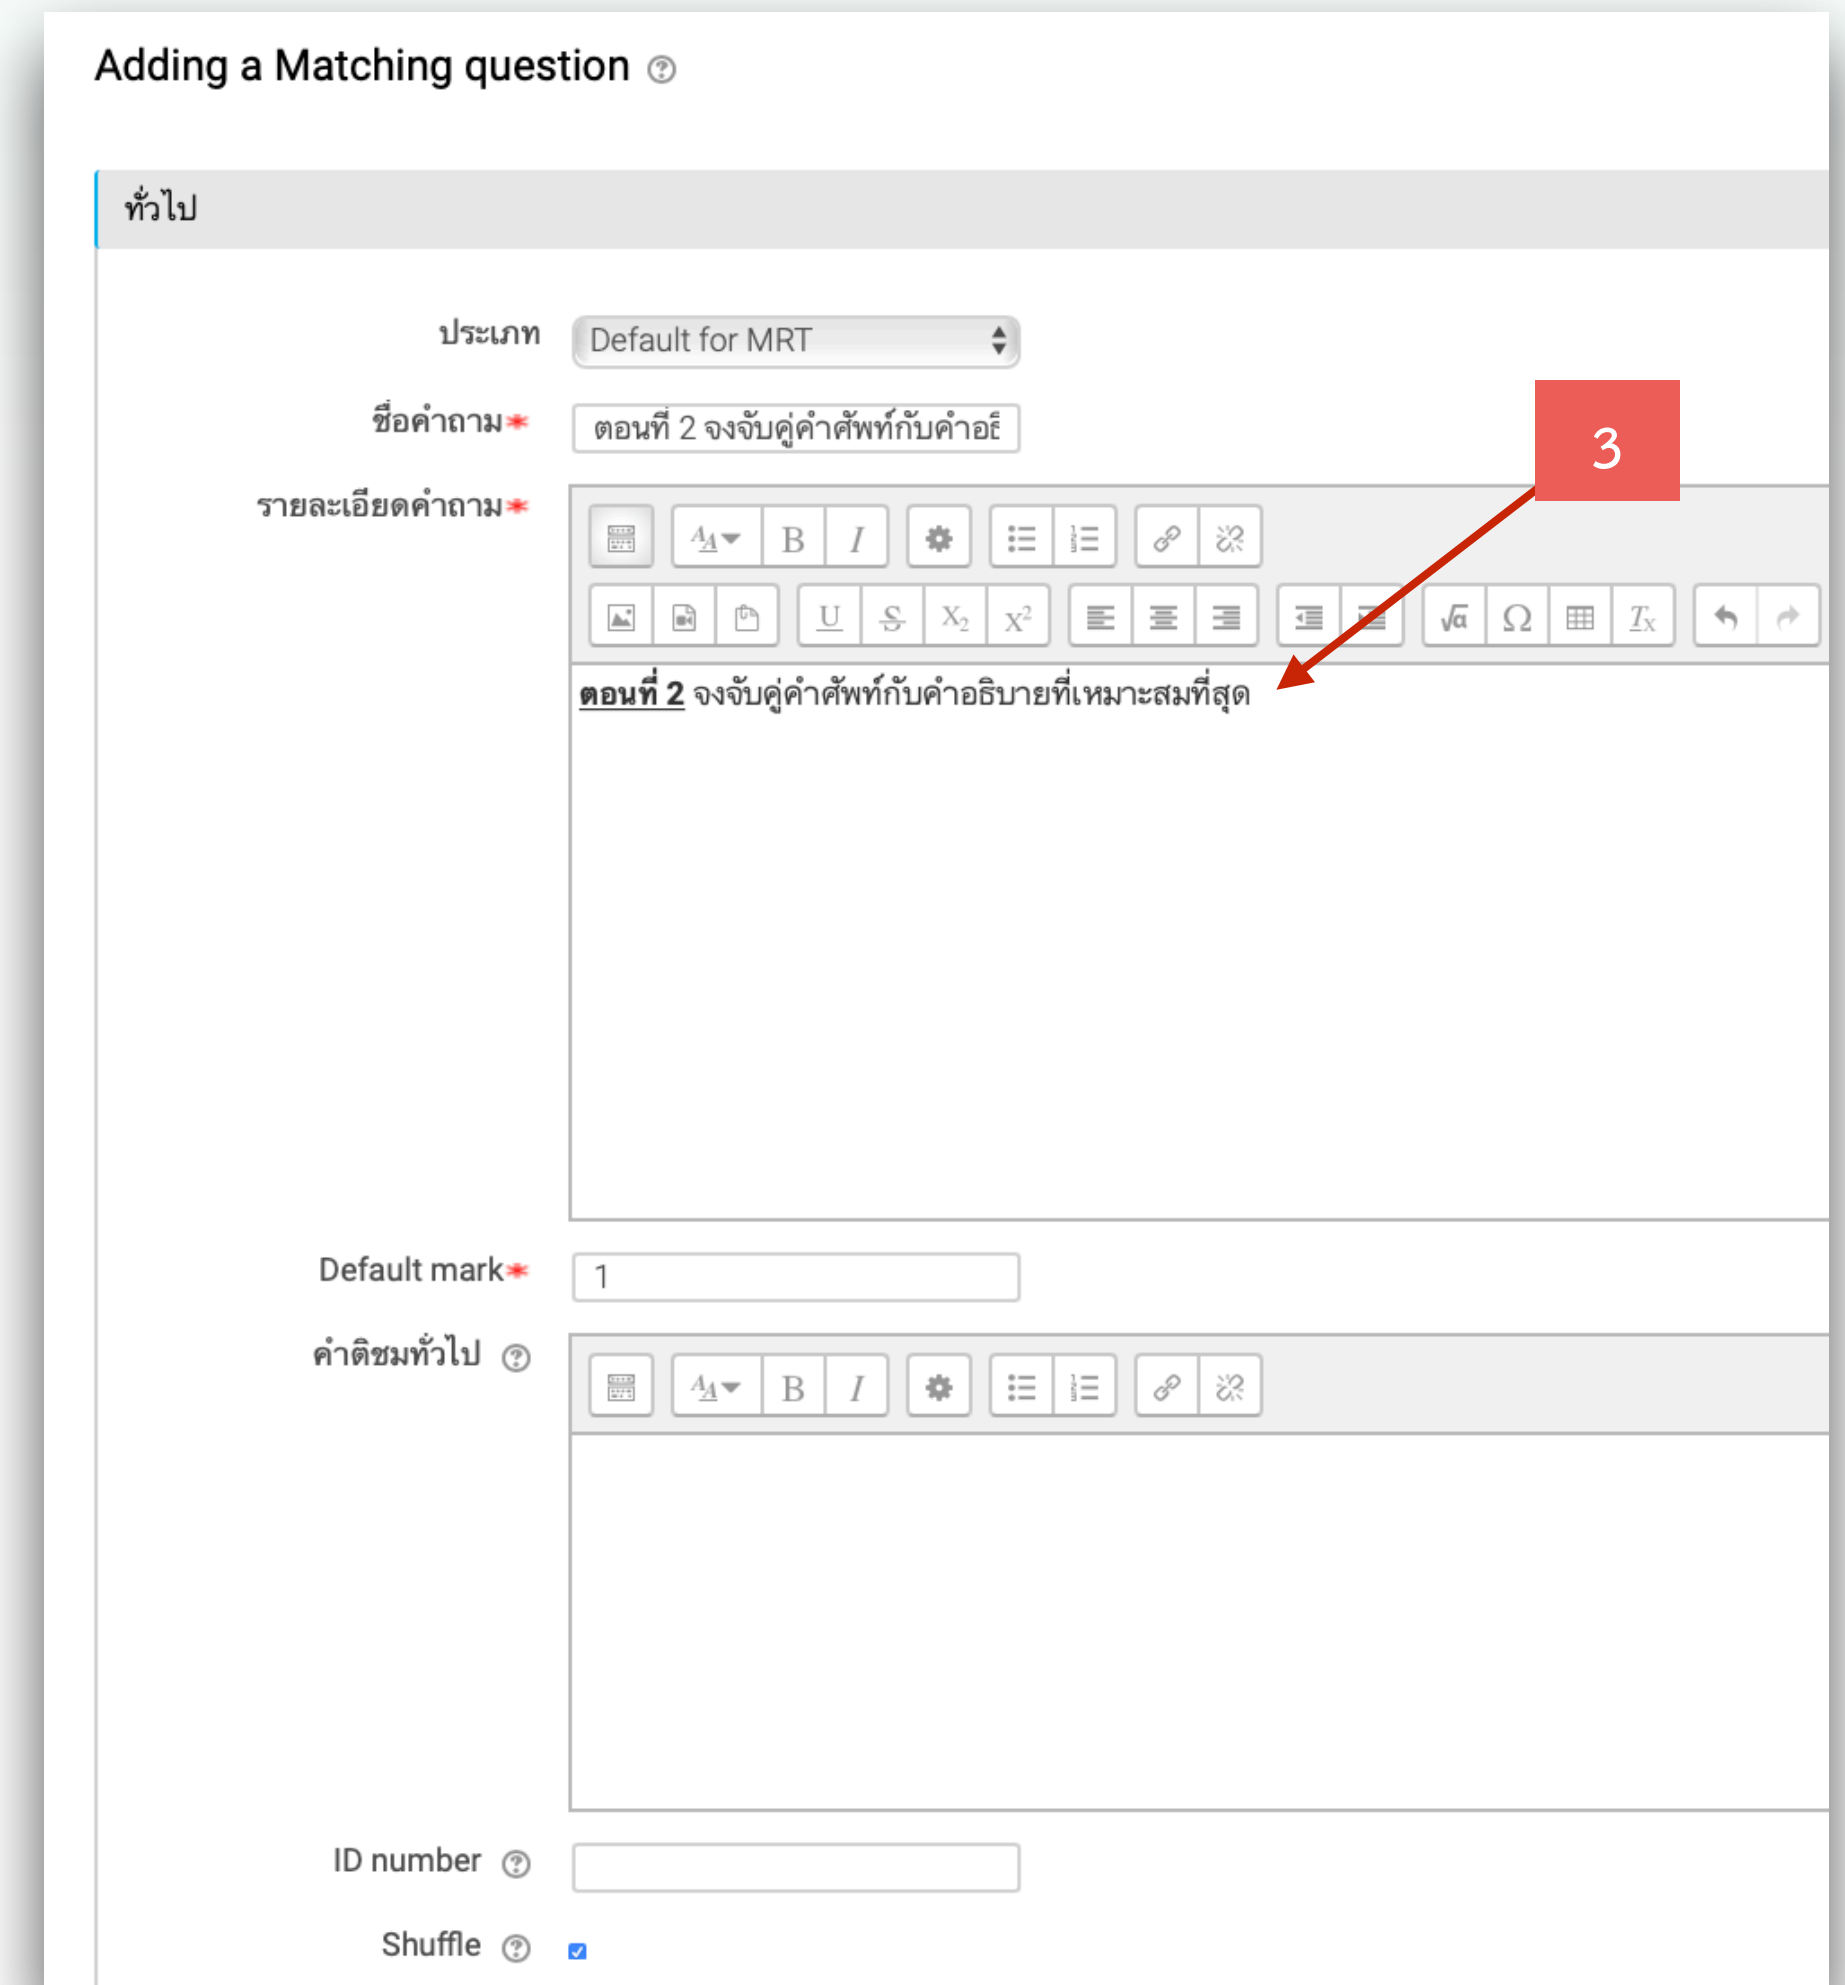 Adding a Matching question
ทั่วไป
ประเภท
Default for MRT
ชื่อคำถาม
ตอนที่ 2 จงจับคู่คำศัพท์กับคำอธิ
3
รายละเอียดคำถาม
ตอนที่ 2 จงจับคู่คำศัพท์กับคำอธิบายที่เหมาะสมที่สุด
Default mark
1
คำติชมทั่วไป
ID number
Shuffle